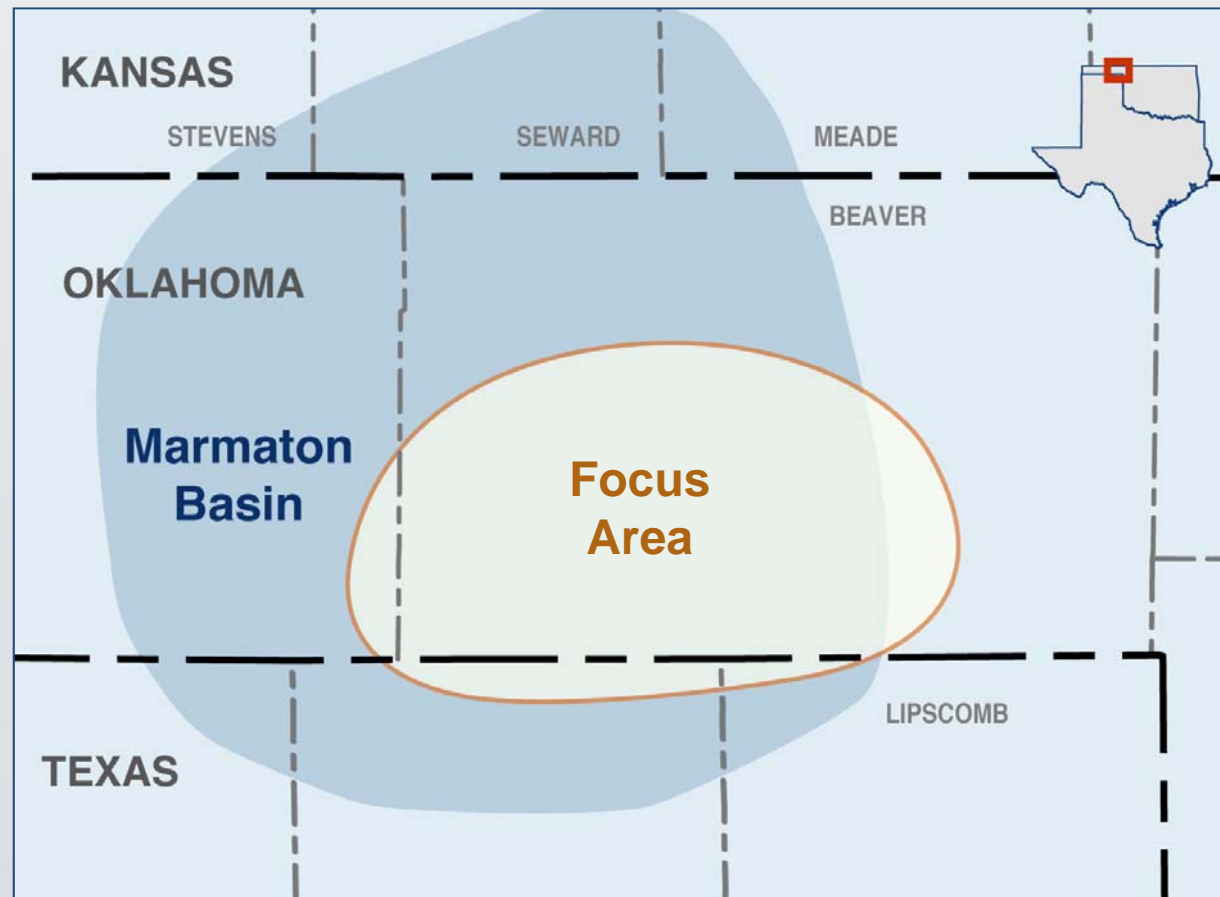 KANSAS
STEVENS
SEWARD
MEADE
BEAVER
OKLAHOMA
Marmaton
Basin
Focus
Area
LIPSCOMB
TEXAS